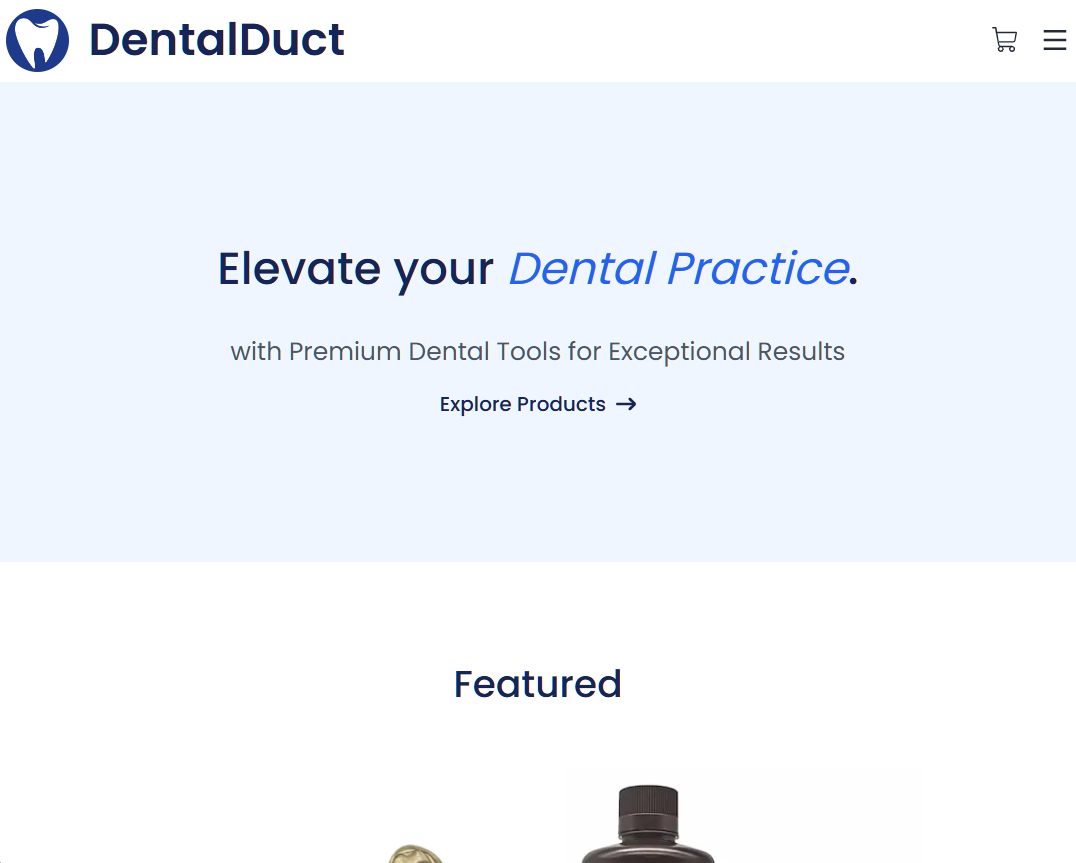 DentalDuct
Elevate your Dental Practice.
with Premium Dental Tools for Exceptional Results
Explore Products →
Featured